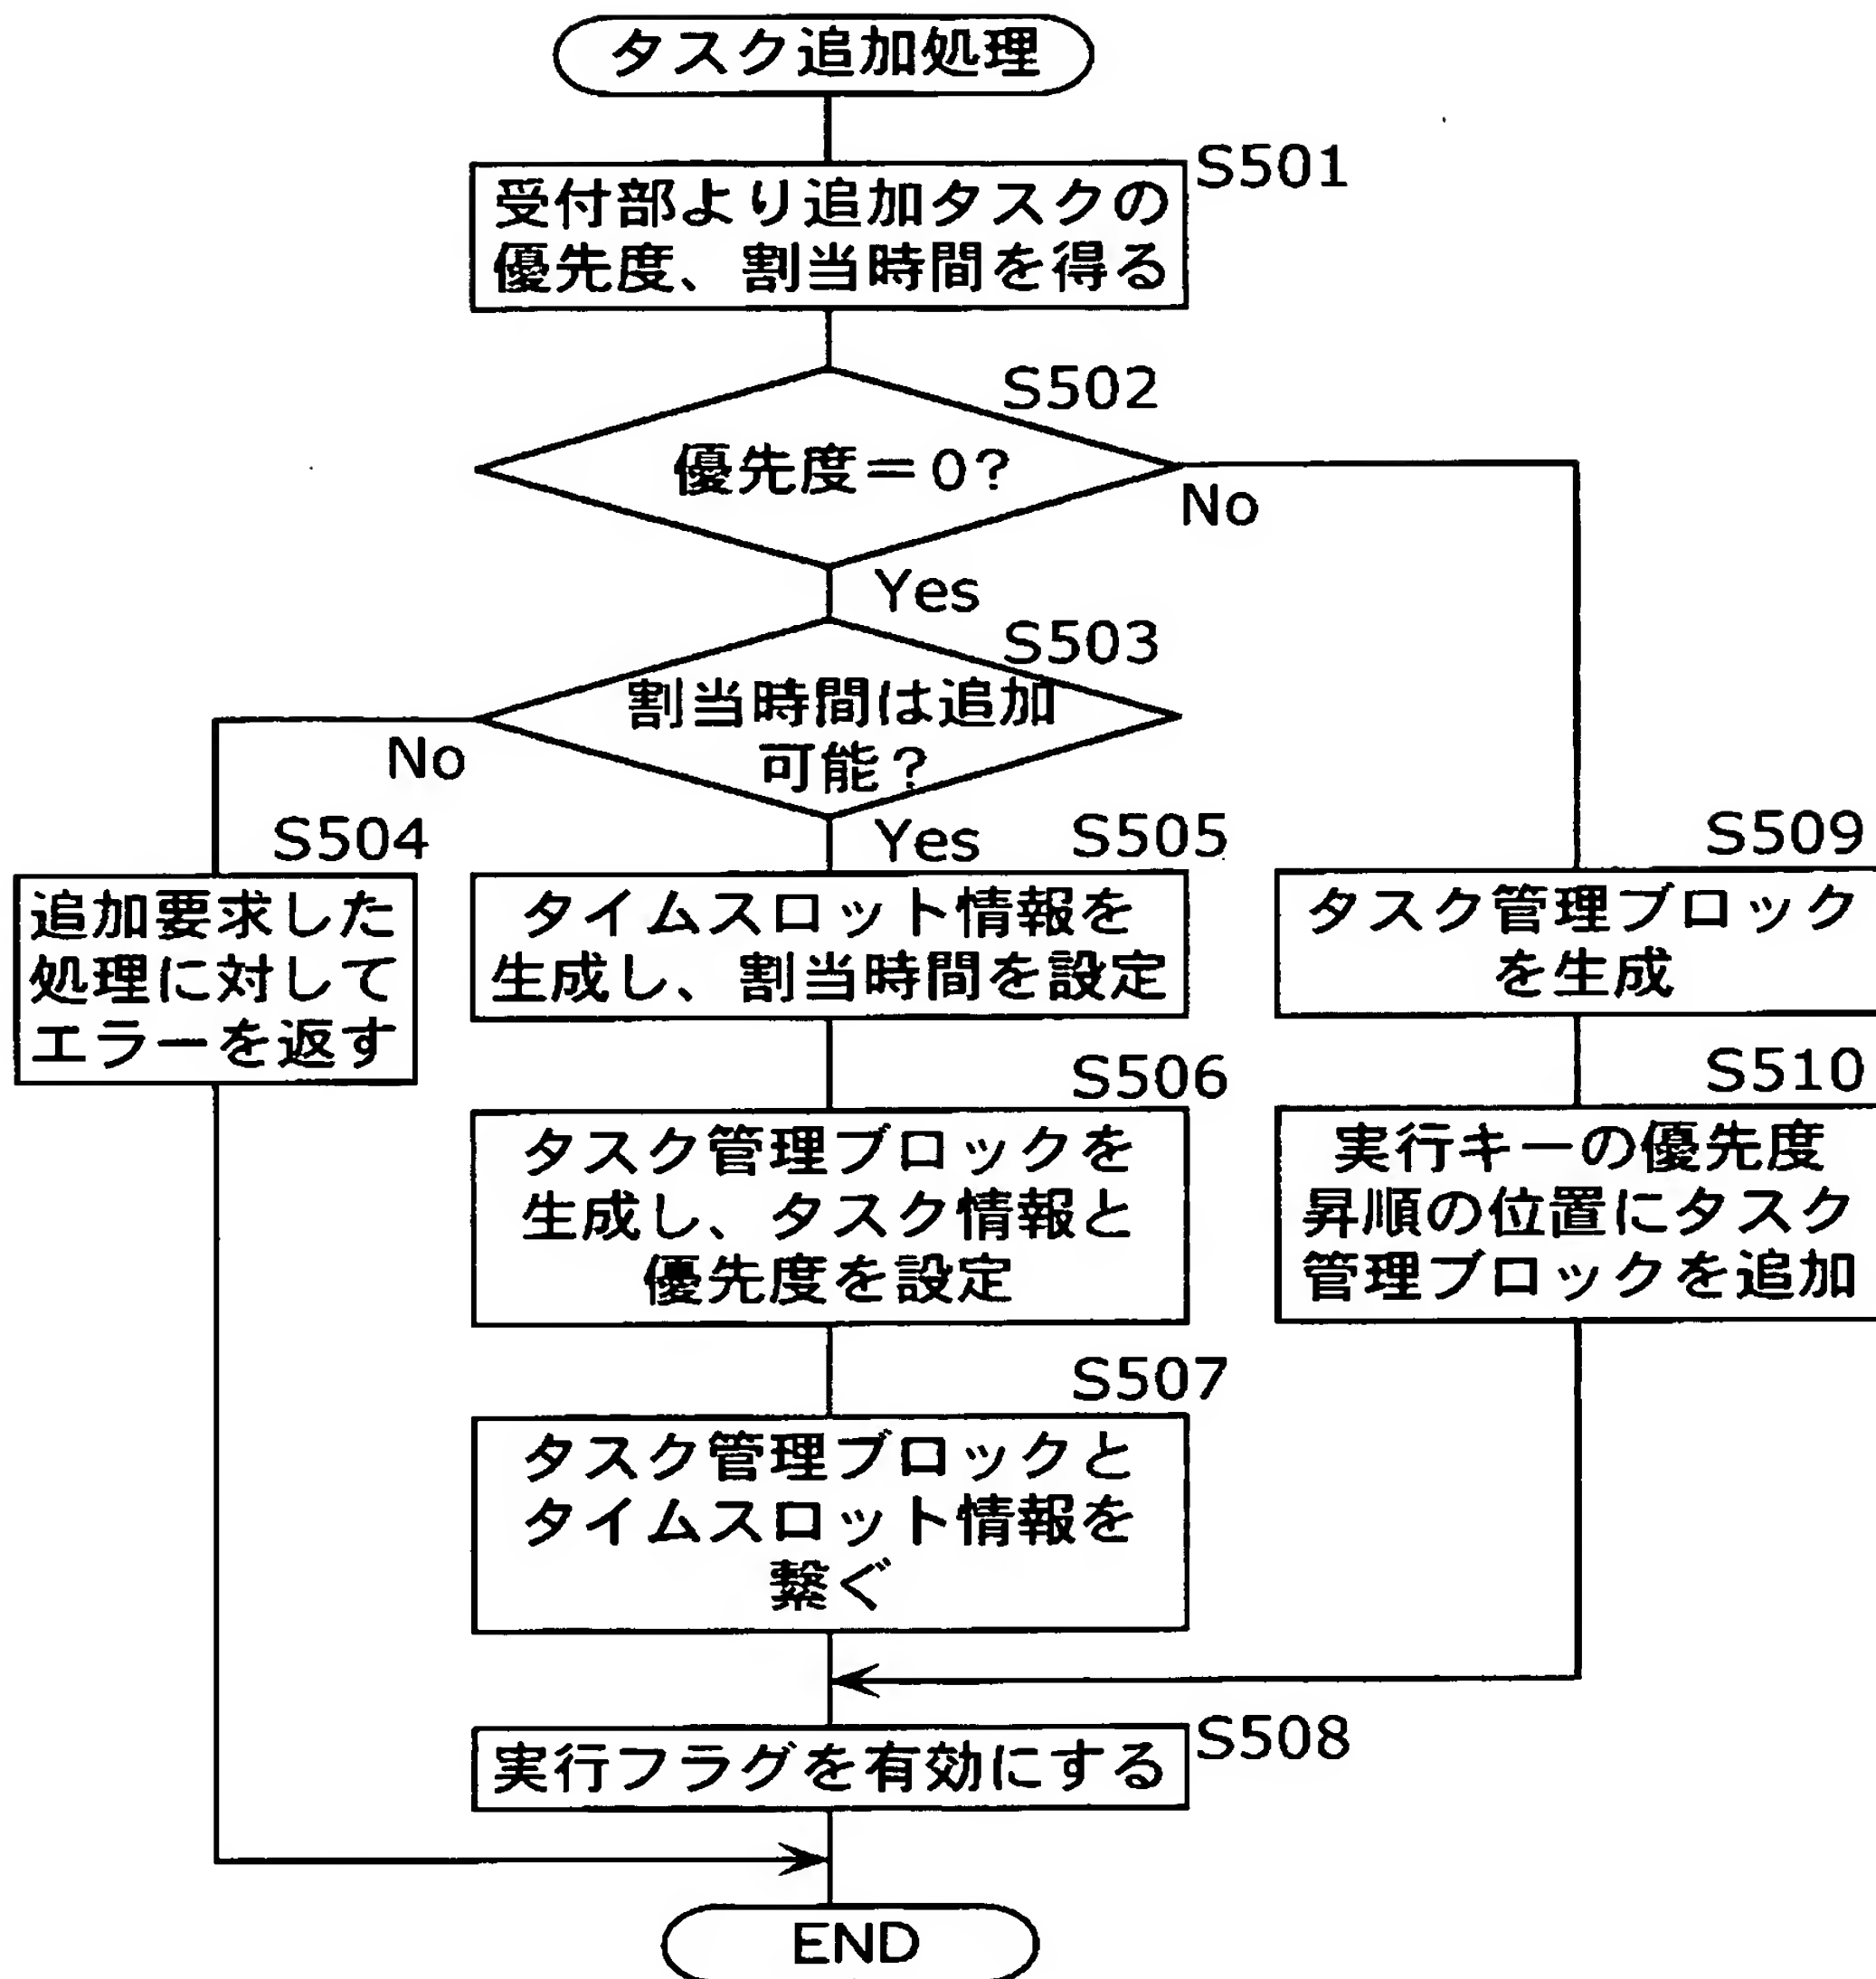 タスク追加処理
S501
受付部より追加タスクの
優先度、割当時間を得る
S502
優先度＝0？
No
Yes
S503
割当時間は追加
可能？
No
Yes
S504
追加要求した
処理に対して
エラーを返す
S505
タイムスロット情報を
生成し、割当時間を設定
S506
タスク管理ブロックを
生成し、タスク情報と
優先度を設定
S507
タスク管理ブロックと
タイムスロット情報を
繋ぐ
S509
タスク管理ブロック
を生成
S510
実行キーの優先度
昇順の位置にタスク
管理ブロックを追加
S508
実行フラグを有効にする
END